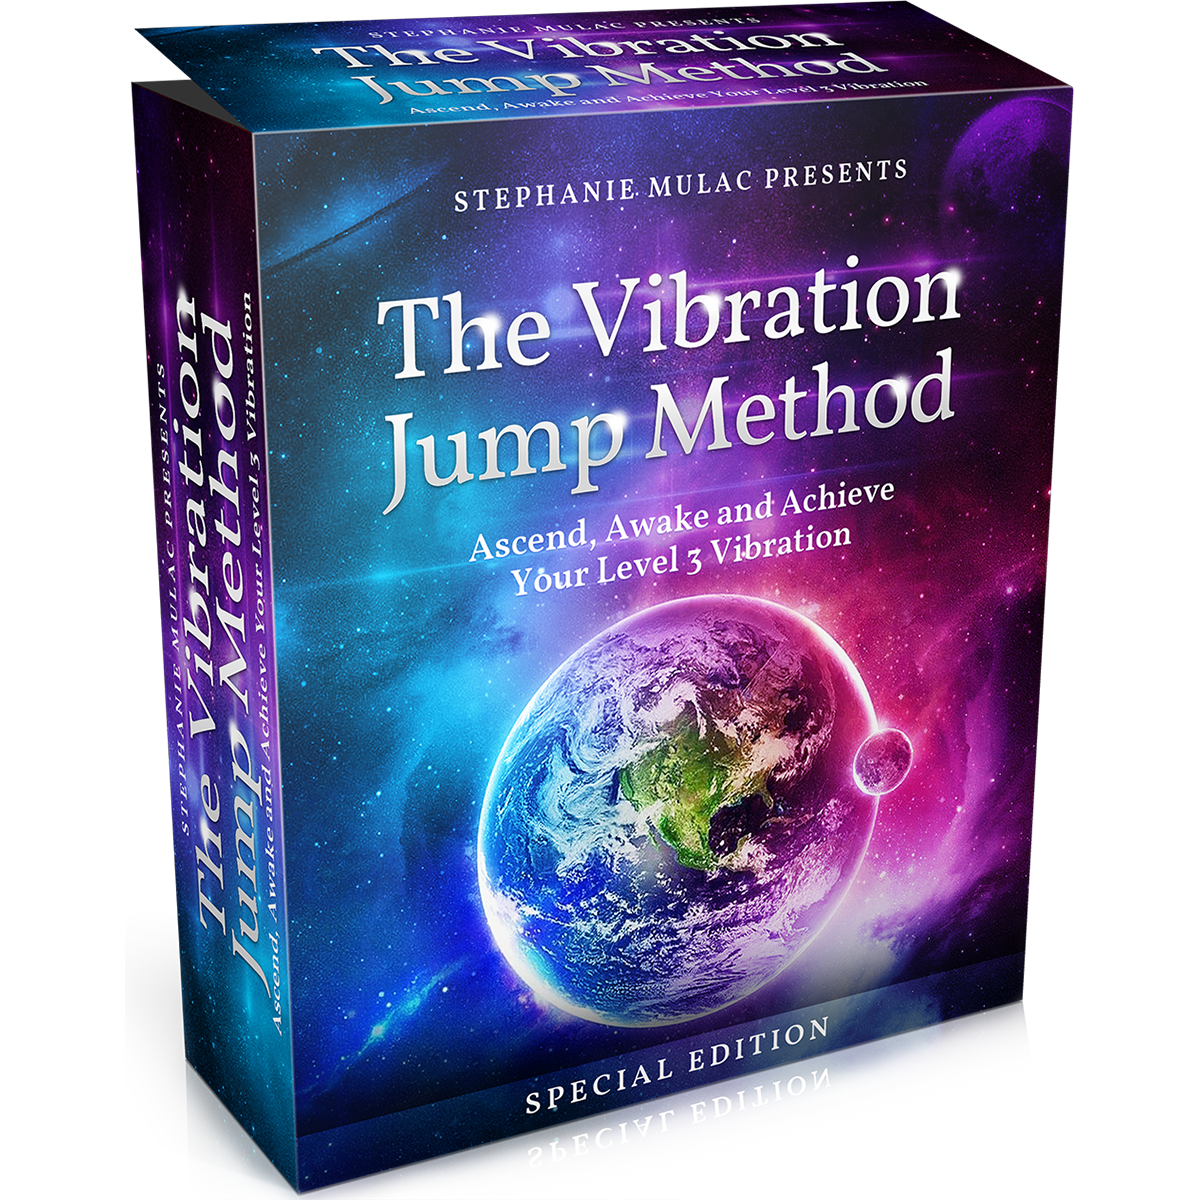 STEPHANIE MULAC PRESENTS
The Vibration
Jump Method
Ascend, Awake and Achieve Your Level 3 Vibration
STEPHANIE MULAC PRESENTS
The Vibration
Jump Method
Ascend, Awake and Achieve
Your Level 3 Vibration
SPECIAL EDITION
STEPHANIE MULAC PRESENTS
The Vibration
Jump Method
Ascend, Awake and Achieve Your Level 3 Vibration
SPECIAL EDITION